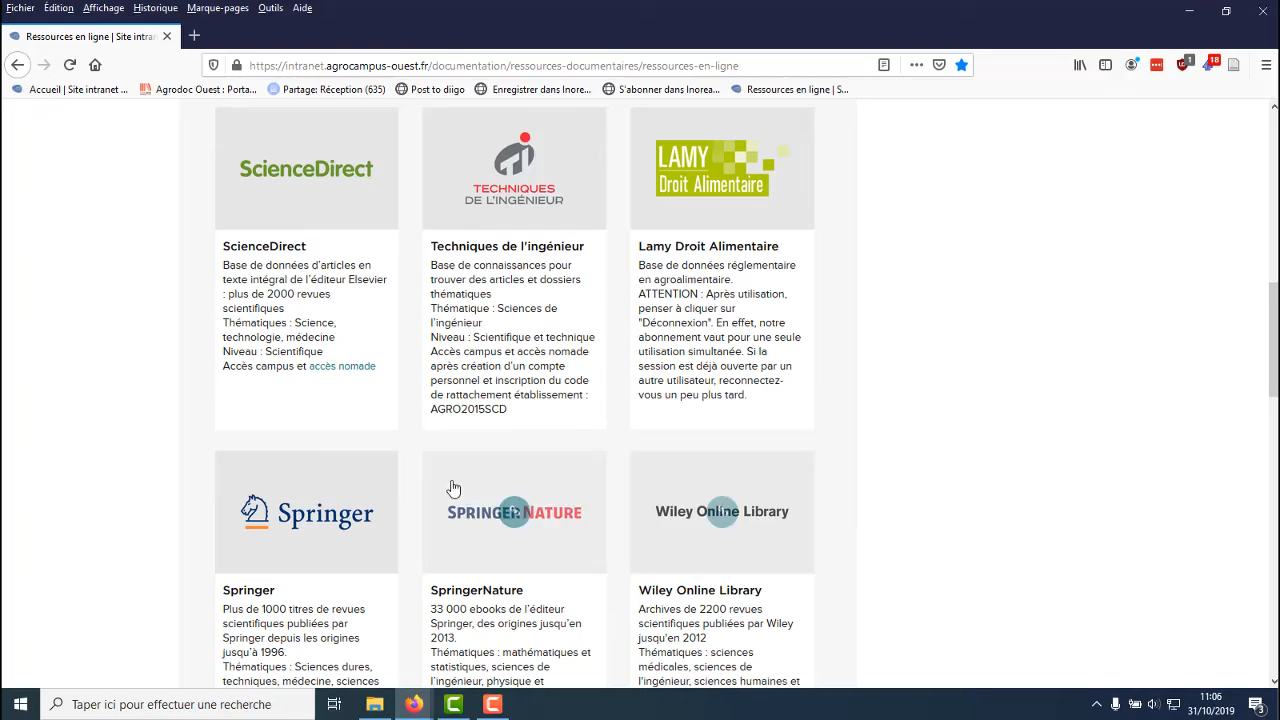 Fichier Édition Affichage Historique Marque-pages Outils Aide
Ressources en ligne | Site intran
https://intranet.agrocampus-ouest.fr/documentation/ressources-documentaires/ressources-en-ligne
1
18
Accueil | Site intranet ... Agrodoc Ouest : Porta... Partage: Réception (635) Post to diigo Enregistrer dans Inore... S'abonner dans Inorea... Ressources en ligne | S...
ScienceDirect
TECHNIQUES
DE L'INGÉNIEUR
LAMY
Droit Alimentaire
ScienceDirect
Base de données d'articles en
texte intégral de l'éditeur Elsevier
: plus de 2000 revues
scientifiques
Thématiques : Science,
technologie, médecine
Niveau : Scientifique
Accès campus et accès nomade
Techniques de l'ingénieur
Base de connaissances pour
trouver des articles et dossiers
thématiques
Thématique : Sciences de
l'ingénieur
Niveau : Scientifique et technique
Accès campus et accès nomade
après création d'un compte
personnel et inscription du code
de rattachement établissement :
AGRO2015SCD
Lamy Droit Alimentaire
Base de données réglementaire
en agroalimentaire.
ATTENTION : Après utilisation,
penser à cliquer sur
"Déconnexion". En effet, notre
abonnement vaut pour une seule
utilisation simultanée. Si la
session est déjà ouverte par un
autre utilisateur, reconnectez-
vous un peu plus tard.
Springer
SPRINGER NATURE
Wiley Online Library
Springer
Plus de 1000 titres de revues
scientifiques publiées par
Springer depuis les origines
jusqu'à 1996.
Thématiques : Sciences dures,
techniques, médecine, sciences
SpringerNature
33 000 ebooks de l'éditeur
Springer, des origines jusqu'en
2013.
Thématiques : mathématiques et
statistiques, sciences de
l'ingénieur, physique et
Wiley Online Library
Archives de 2200 revues
scientifiques publiées par Wiley
jusqu'en 2012
Thématiques : sciences
médicales, sciences de
l'ingénieur, sciences humaines et
Taper ici pour effectuer une recherche
11:06
31/10/2019
3